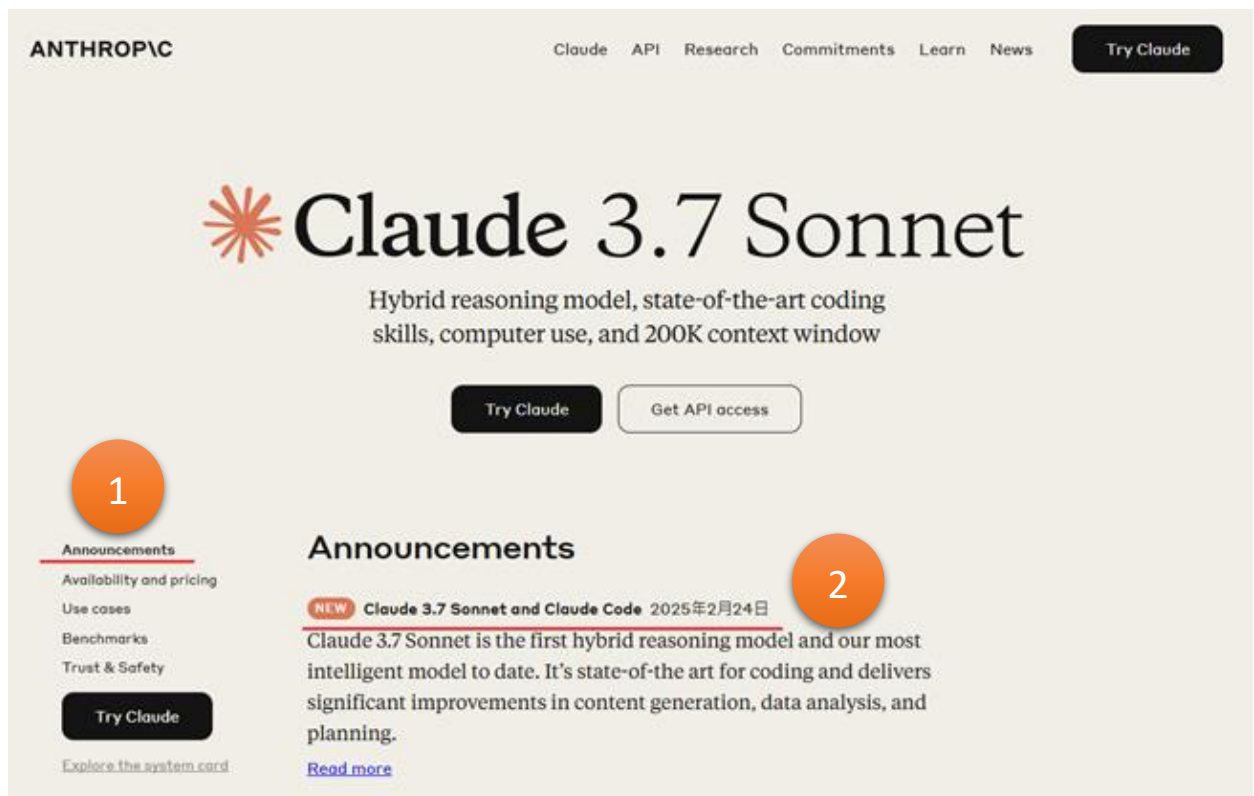 ANTHROP\C
Claude API Research Commitments Learn News Try Claude
Claude 3.7 Sonnet
Hybrid reasoning model, state-of-the-art coding
skills, computer use, and 200K context window
Try Claude Get API access
1
Announcements
Availability and pricing
Use cases
Benchmarks
Trust & Safety
Try Claude
Explore the system card
Announcements
2
NEW Claude 3.7 Sonnet and Claude Code 2025年2月24日
Claude 3.7 Sonnet is the first hybrid reasoning model and our most
intelligent model to date. It's state-of-the art for coding and delivers
significant improvements in content generation, data analysis, and
planning.
Read more